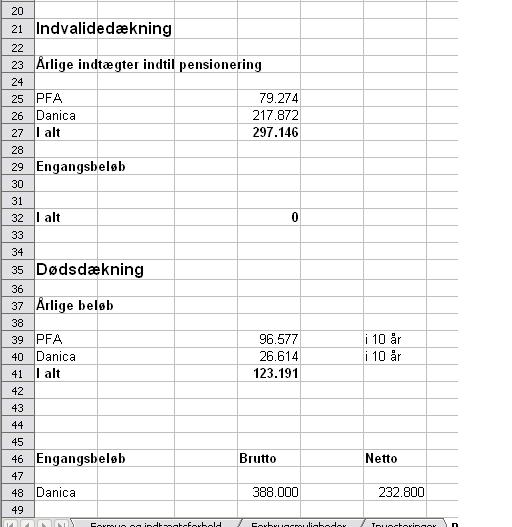 20
21 Indvalidedækning
22
23 Årlige indtægter indtil pensionering
24
25 PFA 79.274
26 Danica 217.872
27 I alt 297.146
28
29 Engangsbeløb
30
31
32 I alt 0
33
34
35 Dødsdækning
36
37 Årlige beløb
38
39 PFA 96.577 i 10 år
40 Danica 26.614 i 10 år
41 I alt 123.191
42
43
44
45
46 Engangsbeløb Brutto Netto
47
48 Danica 388.000 232.800
49
Formue og indtægtsforhold Forbrugsmuligheder Investeringer